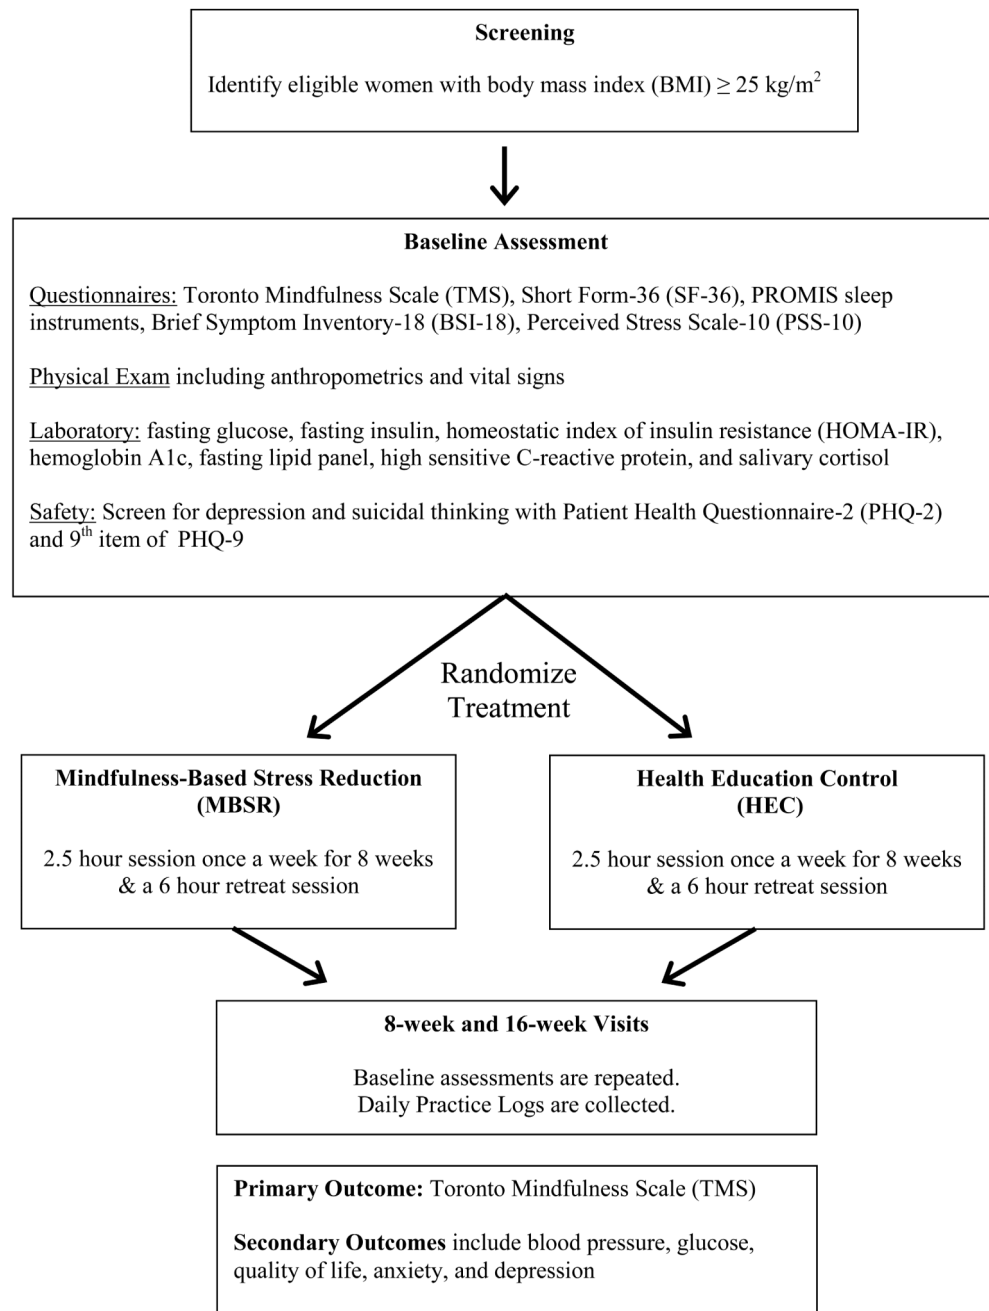 Screening
Identify eligible women with body mass index (BMI) ≥ 25 kg/m²
Baseline Assessment
Questionnaires: Toronto Mindfulness Scale (TMS), Short Form-36 (SF-36), PROMIS sleep
instruments, Brief Symptom Inventory-18 (BSI-18), Perceived Stress Scale-10 (PSS-10)
Physical Exam including anthropometrics and vital signs
Laboratory: fasting glucose, fasting insulin, homeostatic index of insulin resistance (HOMA-IR),
hemoglobin A1c, fasting lipid panel, high sensitive C-reactive protein, and salivary cortisol
Safety: Screen for depression and suicidal thinking with Patient Health Questionnaire-2 (PHQ-2)
and 9th item of PHQ-9
Randomize
Treatment
Mindfulness-Based Stress Reduction
(MBSR)
2.5 hour session once a week for 8 weeks
& a 6 hour retreat session
Health Education Control
(HEC)
2.5 hour session once a week for 8 weeks
& a 6 hour retreat session
8-week and 16-week Visits
Baseline assessments are repeated.
Daily Practice Logs are collected.
Primary Outcome: Toronto Mindfulness Scale (TMS)
Secondary Outcomes include blood pressure, glucose,
quality of life, anxiety, and depression